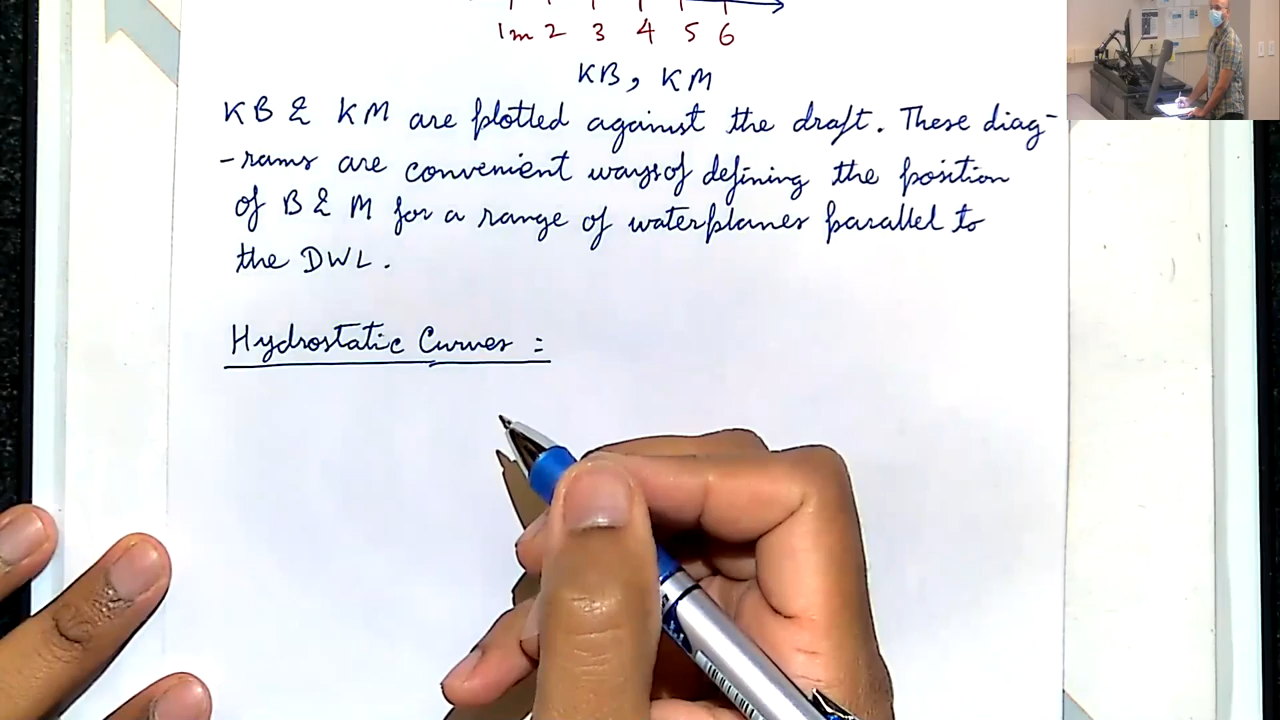 1m 2 3 4 5 6
KB, KM
KB & KM are plotted against the draft. These diag-
-rams are convenient ways of defining the position
of B & M for a range of waterplanes parallel to
the DWL.
Hydrostatic Curves :